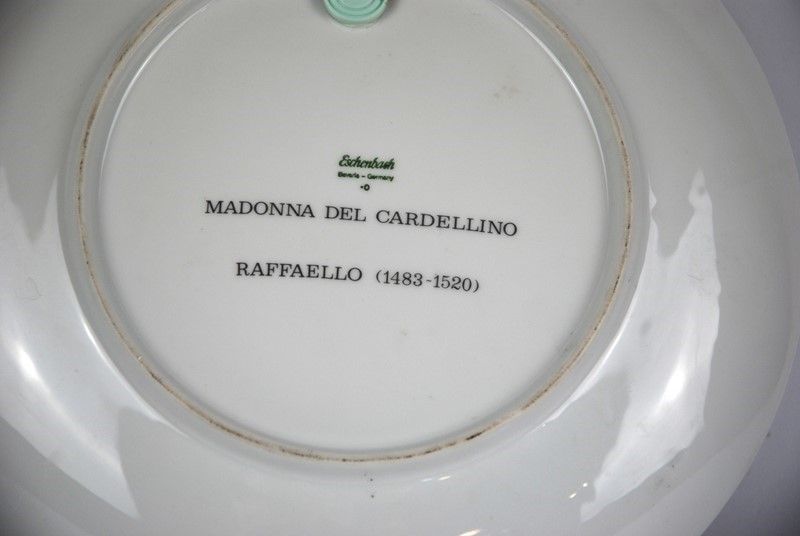 Eschenbach
Bavaria - Germany
-O
MADONNA DEL CARDELLINO
RAFFAELLO (1483-1520)